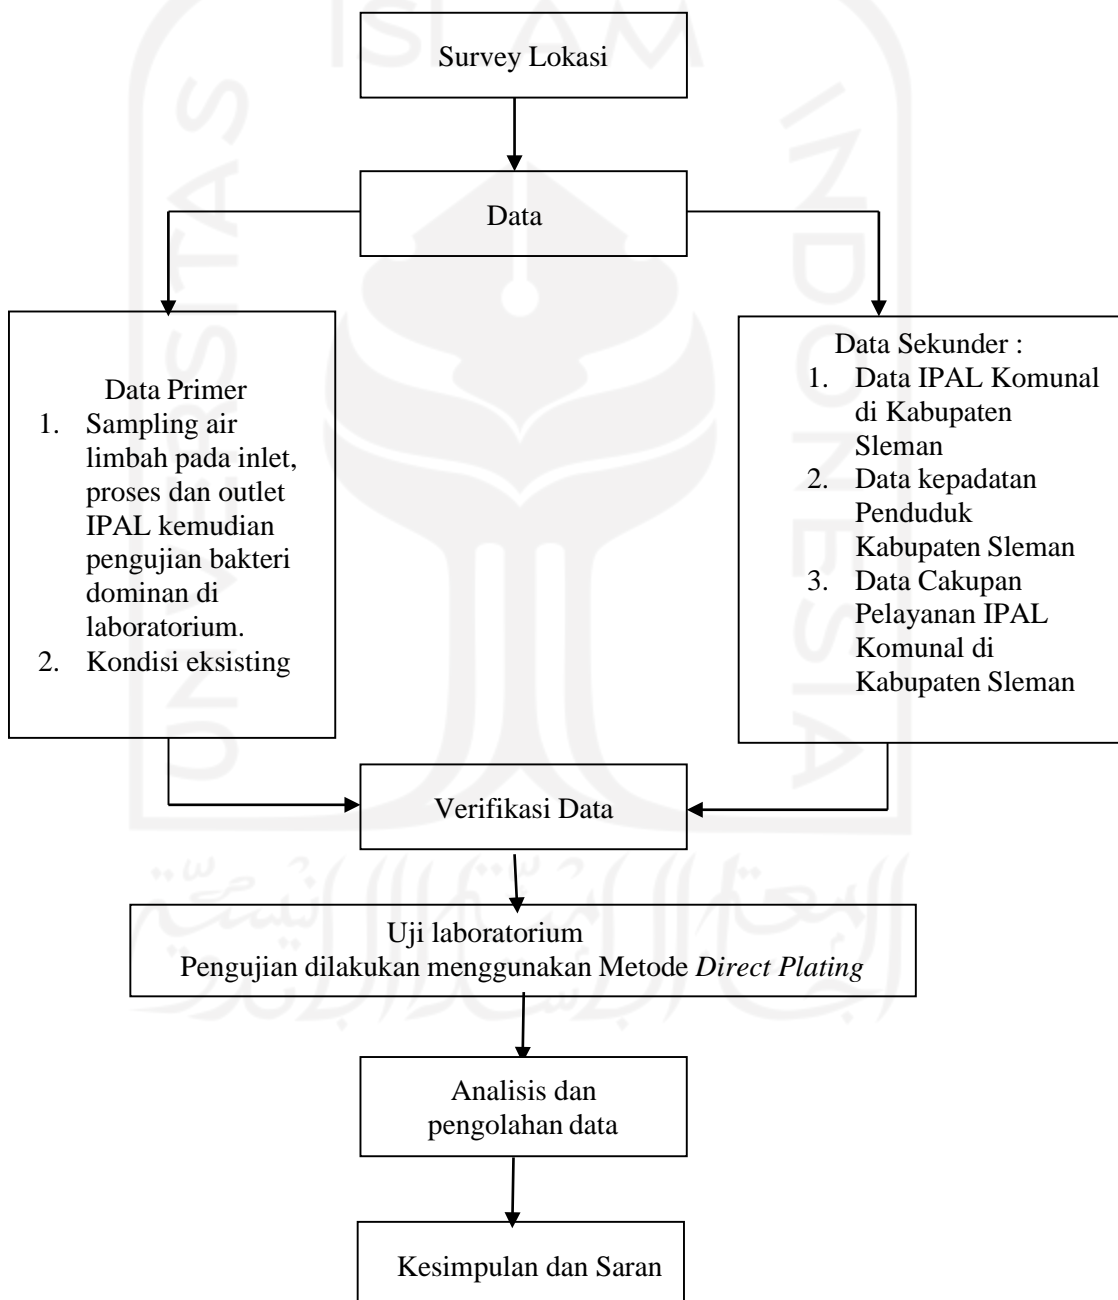 ISLAM
UNIVERSITAS
INDONESIA
Survey Lokasi
Data
Data Primer
1. Sampling air
limbah pada inlet,
proses dan outlet
IPAL kemudian
pengujian bakteri
dominan di
laboratorium.
2. Kondisi eksisting
Data Sekunder :
1. Data IPAL Komunal
di Kabupaten
Sleman
2. Data kepadatan
Penduduk
Kabupaten Sleman
3. Data Cakupan
Pelayanan IPAL
Komunal di
Kabupaten Sleman
Verifikasi Data
Uji laboratorium
Pengujian dilakukan menggunakan Metode Direct Plating
Analisis dan
pengolahan data
Kesimpulan dan Saran